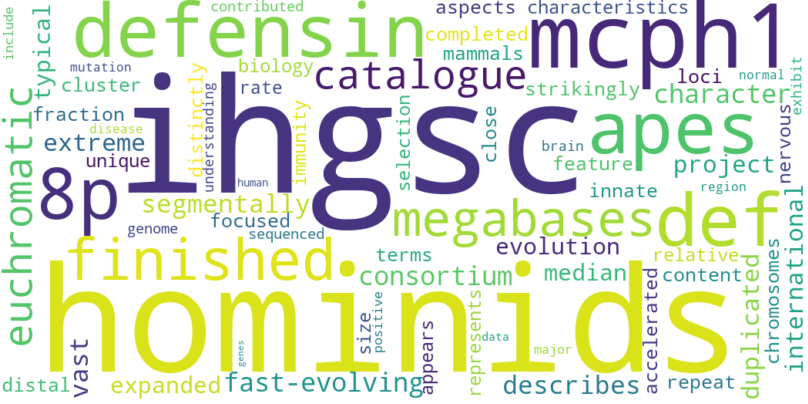 include
contributed
aspects characteristics
typical
defensin
mcph1
completed
biology
mammals
mutation
cluster
catalogue
loci
normal
exhibit
euchromatic
fraction
distinctly
rate
understanding
strikingly
character
disease
ihgsc
immunity
selection
close
apes
nervous
extreme
brain
unique
feature
project
8p
innate
region
human
segmentally
megabases
def
genome
focused
sequenced
international
finished
evolution
relative
terms
consortium
median
content
chromosomes
hominids
accelerated
duplicated
vast
size
positive
appears
represents
data
genes
major
distal
expanded
fast-evolving
describes
repeat